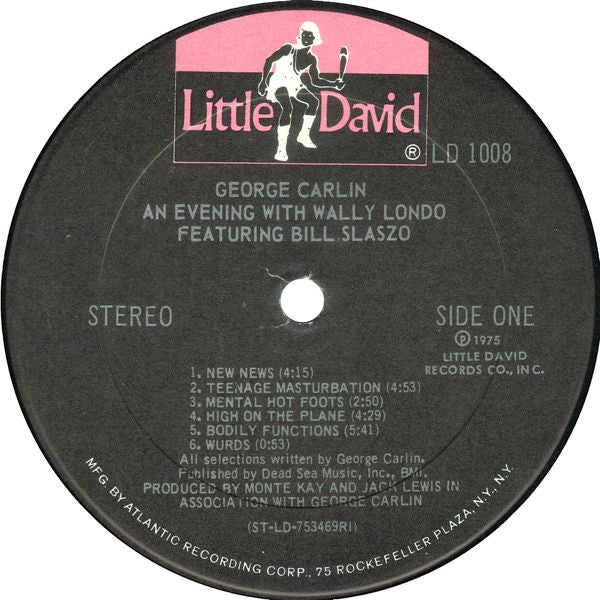 Little David
® LD 1008
GEORGE CARLIN
AN EVENING WITH WALLY LONDO
FEATURING BILL SLASZO
STEREO
SIDE ONE
℗ 1975
LITTLE DAVID
RECORDS CO., INC.
1. NEW NEWS (4:15)
2. TEENAGE MASTURBATION (4:53)
3. MENTAL HOT FOOTS (2:50)
4. HIGH ON THE PLANE (4:29)
5. BODILY FUNCTIONS (5:41)
6. WURDS (0:53)
All selections written by George Carlin.
Published by Dead Sea Music, Inc., BMI.
PRODUCED BY MONTE KAY AND JACK LEWIS IN
ASSOCIATION WITH GEORGE CARLIN
(ST-LD-753469RI)
MFG. BY ATLANTIC RECORDING CORP., 75 ROCKEFELLER PLAZA, N.Y., N.Y.